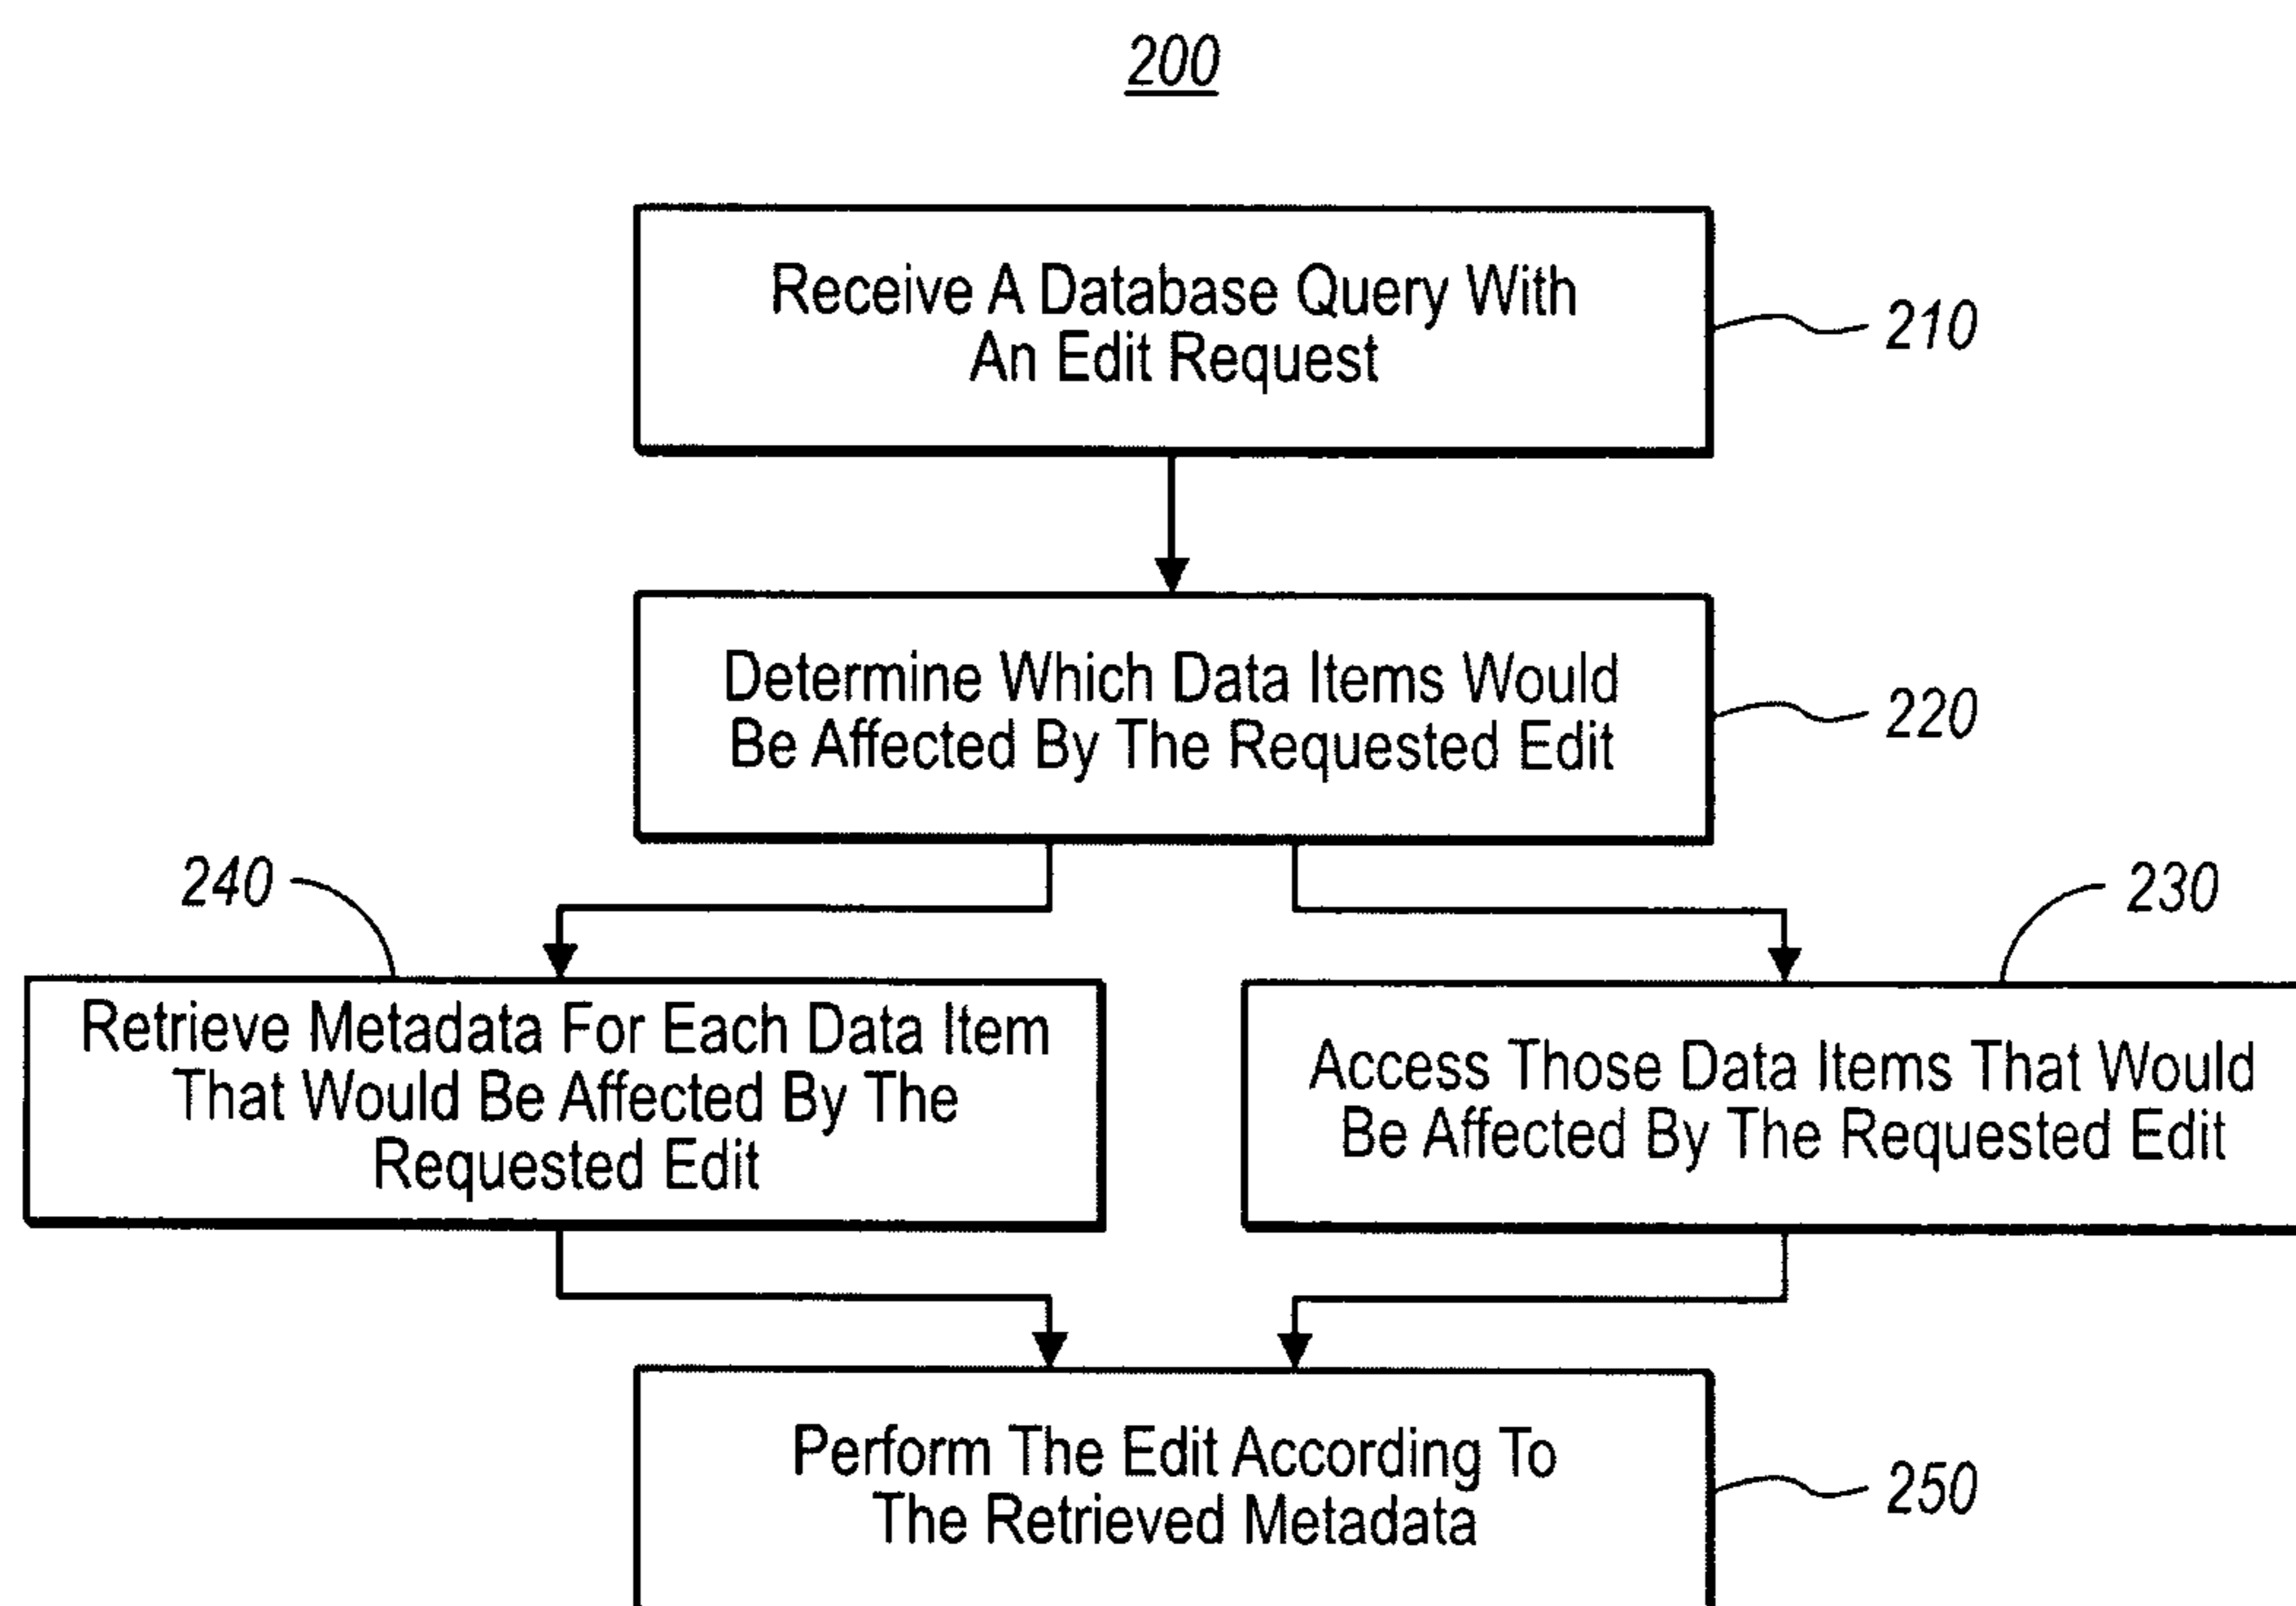 200
Receive A Database Query With
An Edit Request
210
Determine Which Data Items Would
Be Affected By The Requested Edit
220
240
230
Retrieve Metadata For Each Data Item
That Would Be Affected By The
Requested Edit
Access Those Data Items That Would
Be Affected By The Requested Edit
Perform The Edit According To
The Retrieved Metadata
250